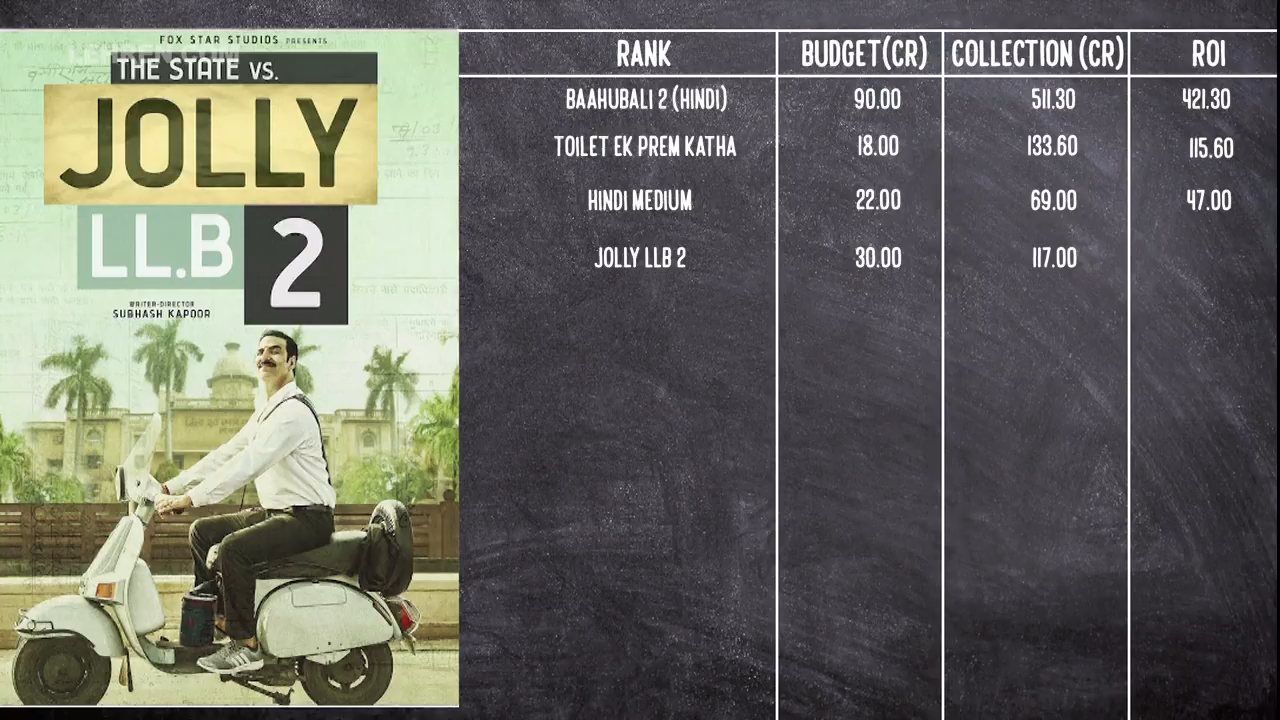 FOX STAR STUDIOS PRESENTS
THE STATE VS.
JOLLY
LL.B 2
WRITER-DIRECTOR
SUBHASH KAPOOR
RANK BUDGET(CR) COLLECTION (CR) ROI
BAAHUBALI 2 (HINDI) 90.00 511.30 421.30
TOILET EK PREM KATHA 18.00 133.60 115.60
HINDI MEDIUM 22.00 69.00 47.00
JOLLY LLB 2 30.00 117.00